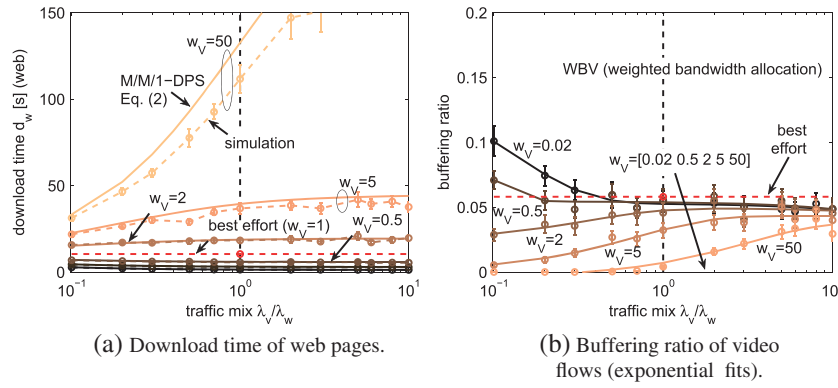 150
100
50
0
download time d_w [s] (web)
w_V=50
M/M/1−DPS
Eq. (2)
simulation
w_V=5
w_V=2
best effort (w_V=1)
w_V=0.5
10^−1
10^0
10^1
traffic mix λ_v/λ_w
(a) Download time of web pages.
0.2
0.15
0.1
0.05
0
buffering ratio
WBV (weighted bandwidth allocation)
w_V=0.02
w_V=[0.02 0.5 2 5 50]
best
effort
w_V=0.5
w_V=2
w_V=5
w_V=50
10^−1
10^0
10^1
traffic mix λ_v/λ_w
(b) Buffering ratio of video
flows (exponential fits).